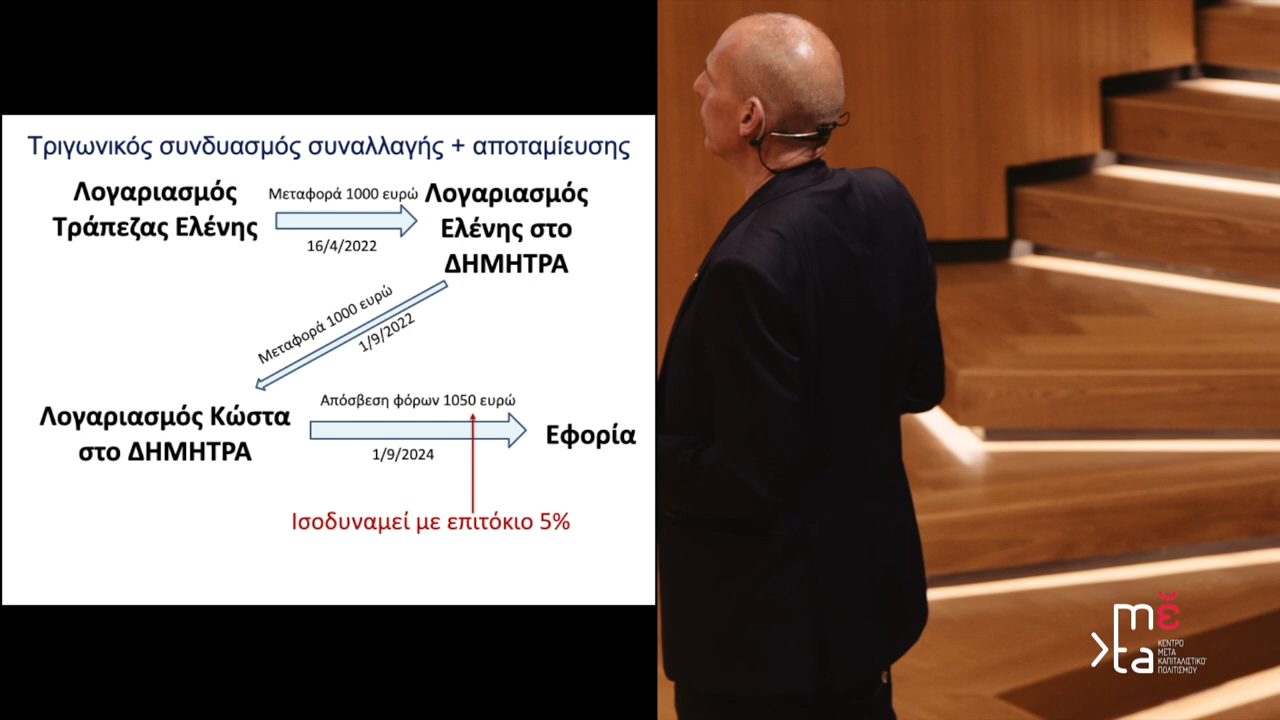 Τριγωνικός συνδυασμός συναλλαγής + αποταμίευσης
Λογαριασμός
Τράπεζας Ελένης
Μεταφορά 1000 ευρώ
16/4/2022
Λογαριασμός
Ελένης στο
ΔΗΜΗΤΡΑ
Μεταφορά 1000 ευρώ
1/9/2022
Λογαριασμός Κώστα
στο ΔΗΜΗΤΡΑ
Απόσβεση φόρων 1050 ευρώ
1/9/2024
Εφορία
Ισοδυναμεί με επιτόκιο 5%
mέ
ta
ΚΕΝΤΡΟ
ΜΕΤΑ
ΚΑΠΙΤΑΛΙΣΤΙΚΟΥ
ΠΟΛΙΤΙΣΜΟΥ